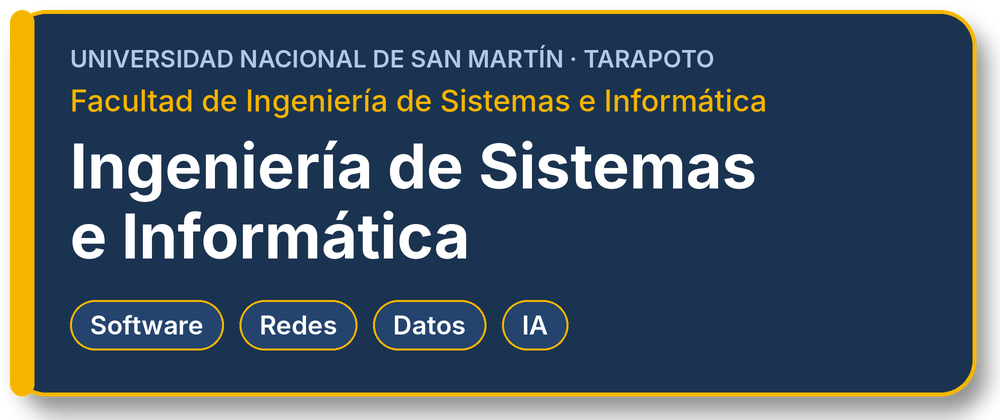 UNIVERSIDAD NACIONAL DE SAN MARTÍN · TARAPOTO
Facultad de Ingeniería de Sistemas e Informática
Ingeniería de Sistemas
e Informática
Software Redes Datos IA